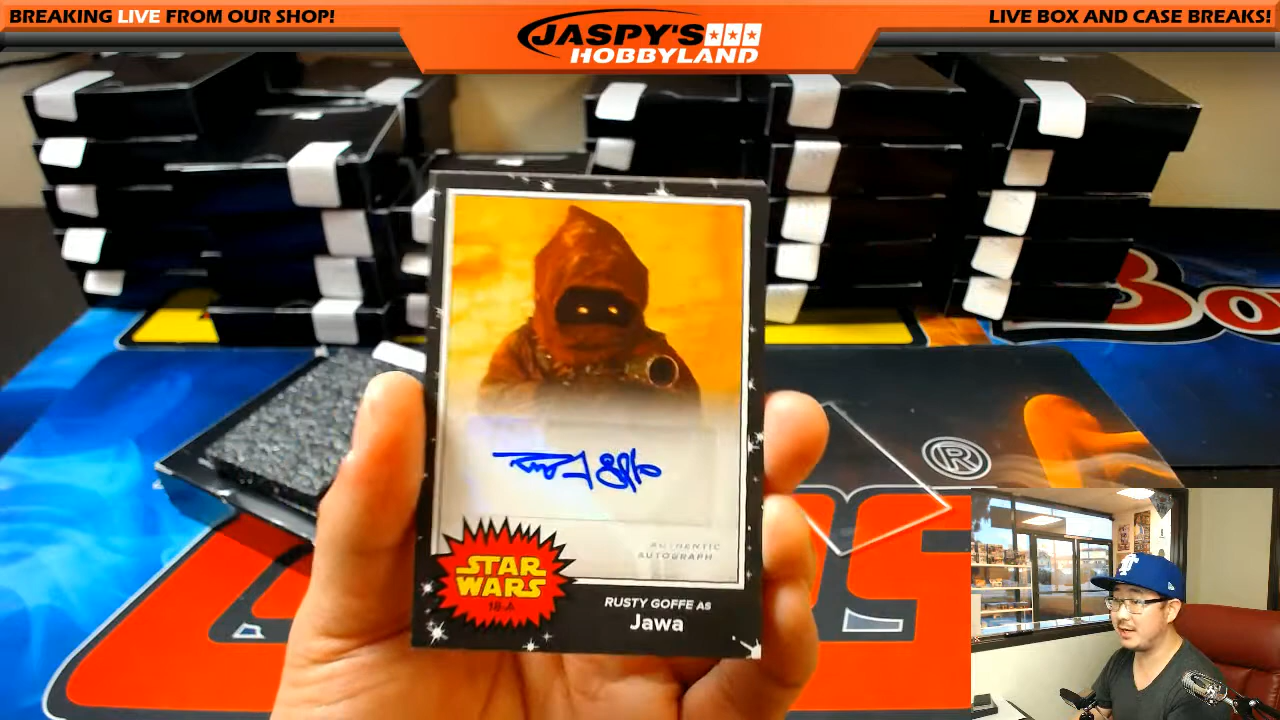 BREAKING LIVE FROM OUR SHOP!
JASPY'S
HOBBYLAND
LIVE BOX AND CASE BREAKS!
AUTHENTIC
AUTOGRAPH
STAR
WARS
18-A
RUSTY GOFFE AS
Jawa
®